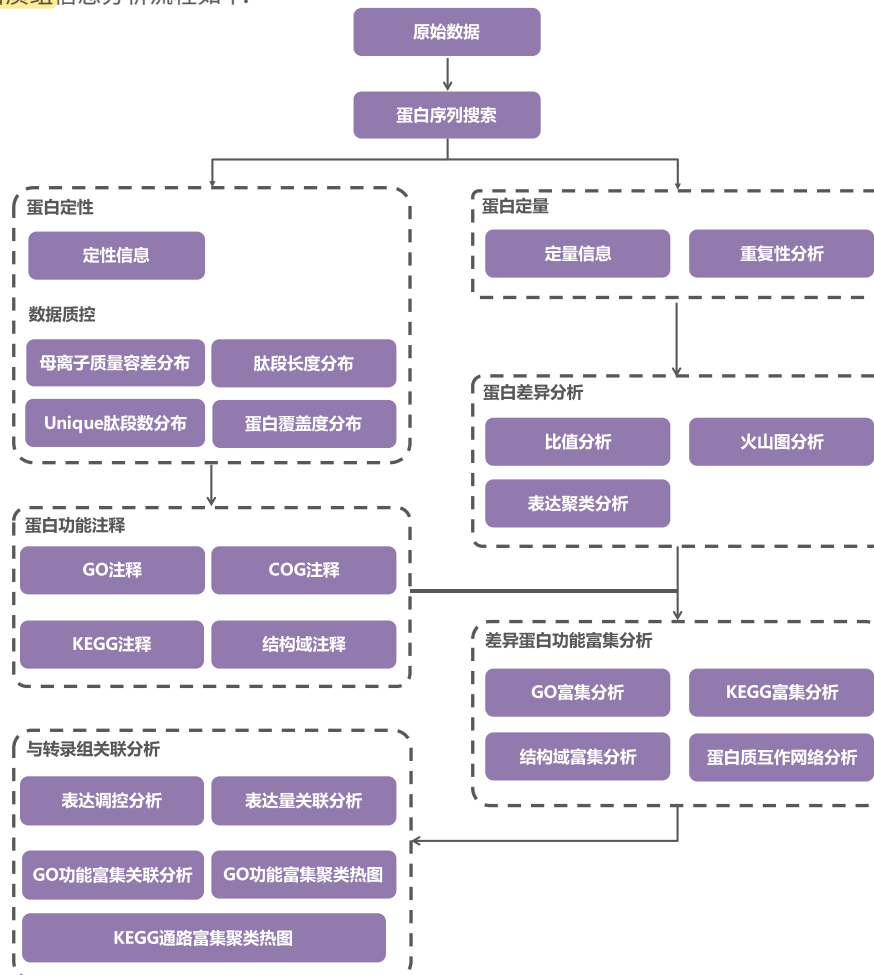 质组信息分析流程如下：
原始数据
蛋白序列搜索
蛋白定性
定性信息
数据质控
母离子质量容差分布
肽段长度分布
Unique肽段数分布
蛋白覆盖度分布
蛋白功能注释
GO注释
COG注释
KEGG注释
结构域注释
蛋白定量
定量信息
重复性分析
蛋白差异分析
比值分析
火山图分析
表达聚类分析
差异蛋白功能富集分析
GO富集分析
KEGG富集分析
结构域富集分析
蛋白质互作网络分析
与转录组关联分析
表达调控分析
表达量关联分析
GO功能富集关联分析
GO功能富集聚类热图
KEGG通路富集聚类热图